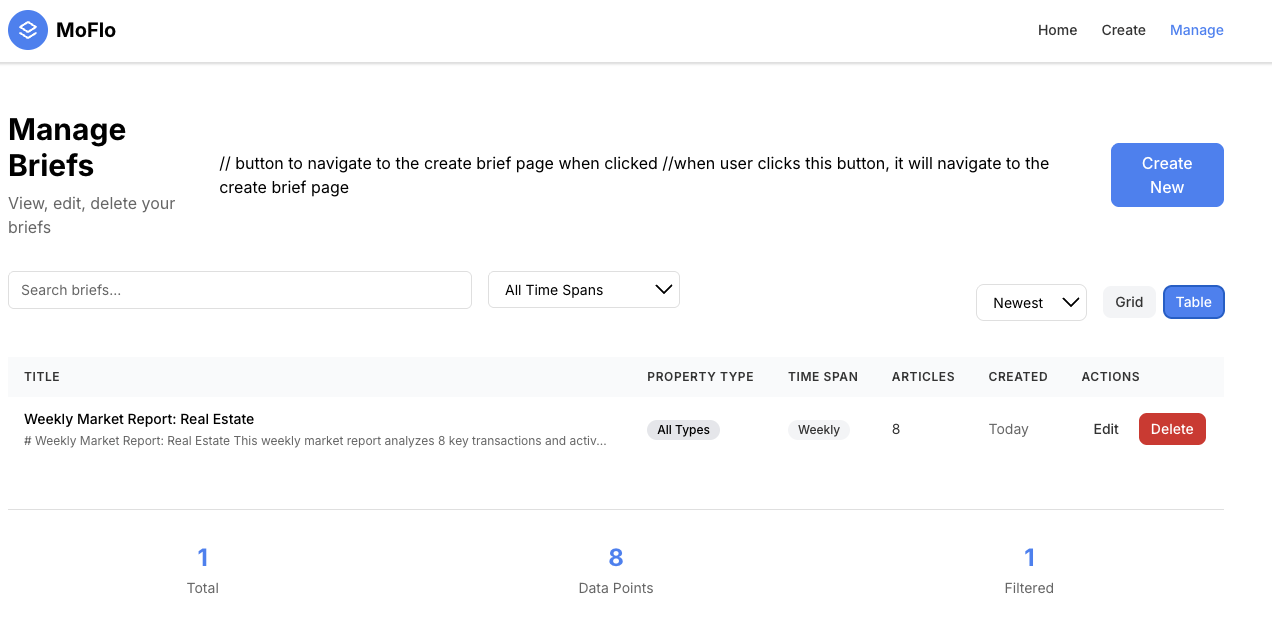 MoFlo
Home Create Manage
Manage
Briefs
View, edit, delete your
briefs
// button to navigate to the create brief page when clicked //when user clicks this button, it will navigate to the
create brief page
Create
New
Search briefs...
All Time Spans
Newest
Grid
Table
TITLE PROPERTY TYPE TIME SPAN ARTICLES CREATED ACTIONS
Weekly Market Report: Real Estate
# Weekly Market Report: Real Estate This weekly market report analyzes 8 key transactions and activ...
All Types Weekly 8 Today Edit Delete
1 8 1
Total Data Points Filtered